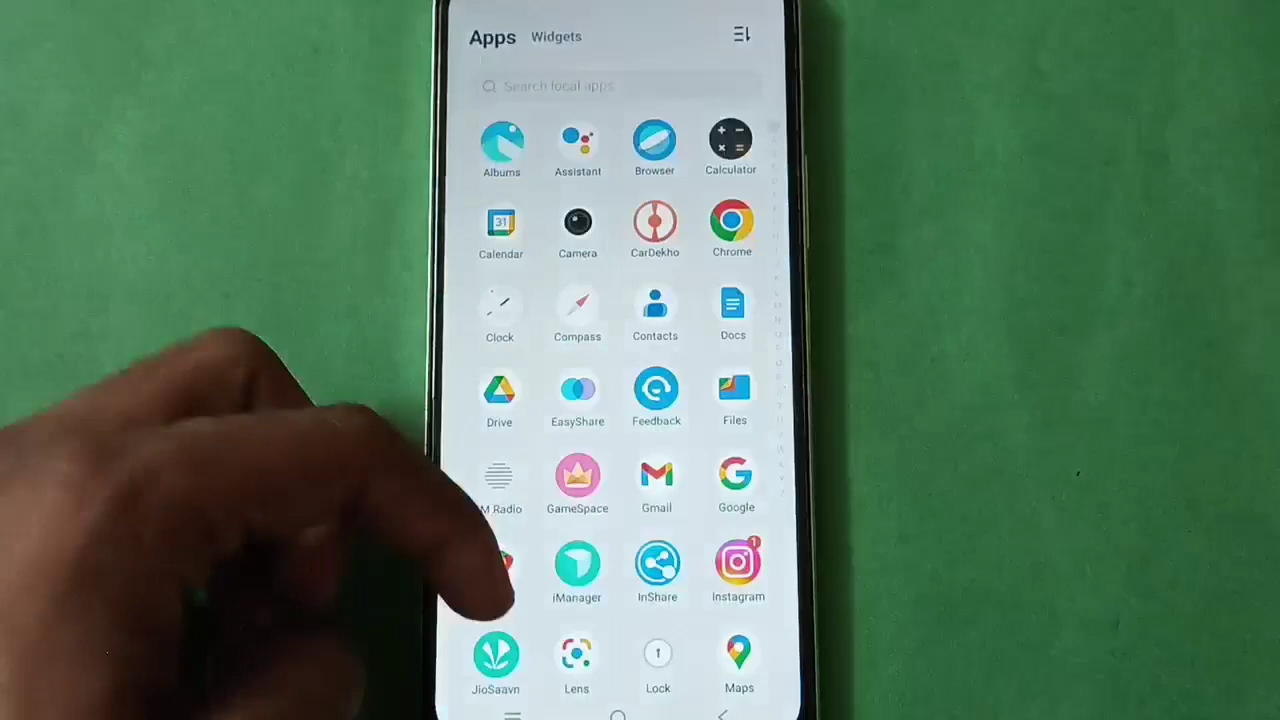 Apps Widgets
Search local apps
Albums Assistant Browser Calculator
31
Calendar Camera CarDekho Chrome
Clock Compass Contacts Docs
Drive EasyShare Feedback Files
M Radio GameSpace Gmail Google
1
iManager InShare Instagram
JioSaavn Lens Lock Maps